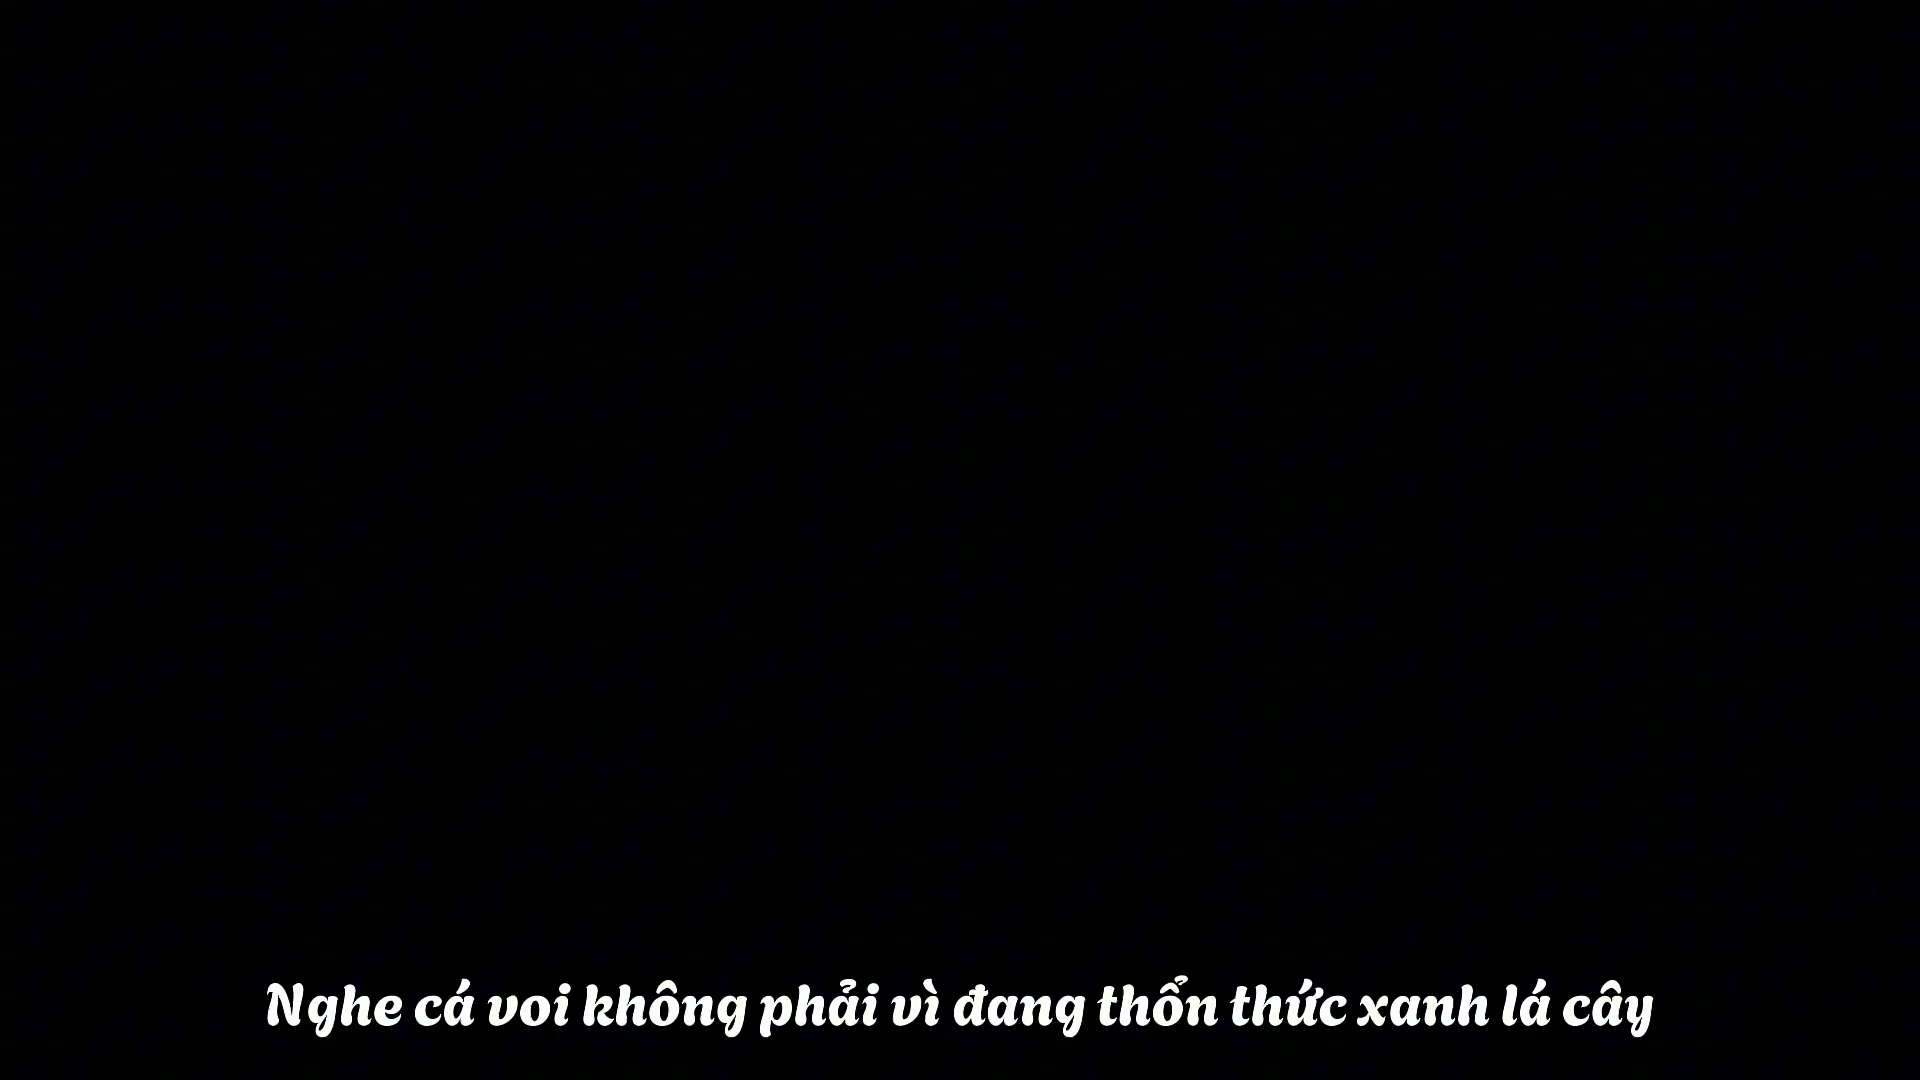 Nghe cá voi không phải vì đang thổn thức xanh lá cây